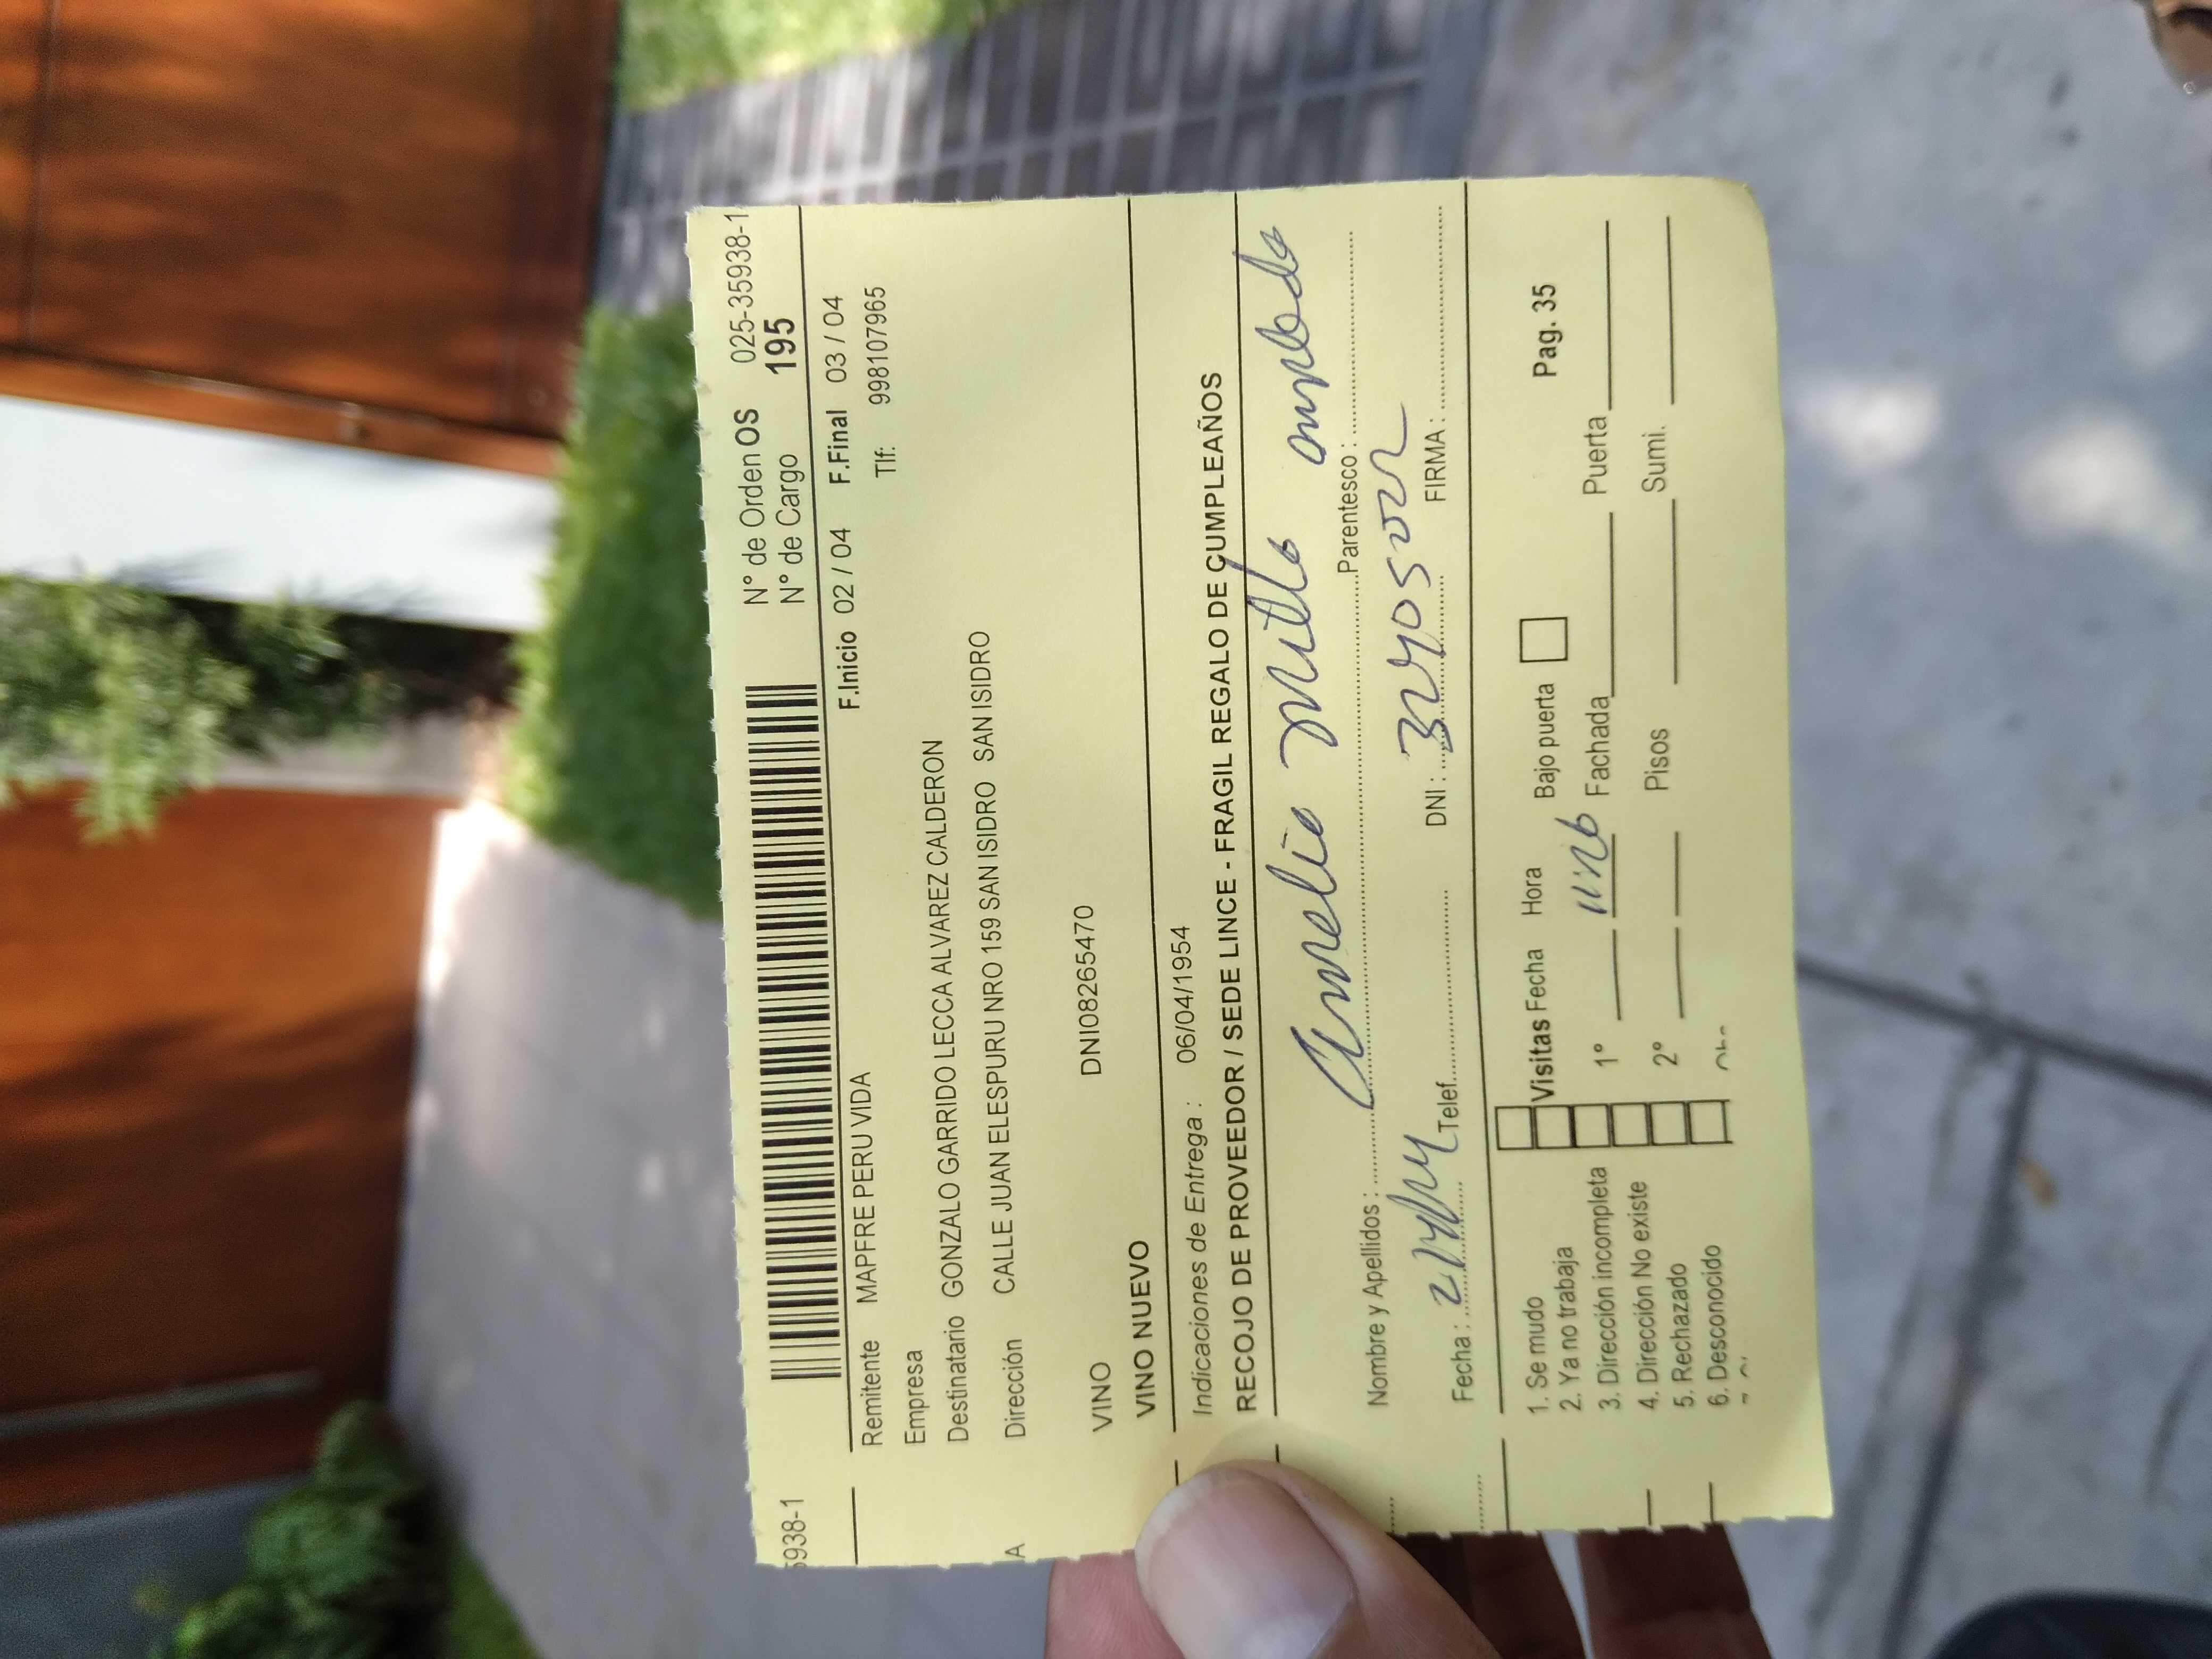 5938-1
N° de Orden OS 025-35938-1
N° de Cargo 195
F.Inicio 02 / 04 F.Final 03 / 04
Remitente MAPFRE PERU VIDA
Tlf: 998107965
Empresa
Destinatario GONZALO GARRIDO LECCA ALVAREZ CALDERON
Dirección CALLE JUAN ELESPURU NRO 159 SAN ISIDRO SAN ISIDRO
A
VINO DNI08265470
VINO NUEVO
Indicaciones de Entrega : 06/04/1954
RECOJO DE PROVEEDOR / SEDE LINCE - FRAGIL REGALO DE CUMPLEAÑOS
Amelia Millo
Nombre y Apellidos : Parentesco :
Fecha : Telef. DNI : FIRMA :
1. Se mudo Visitas Fecha Hora Bajo puerta Pag. 35
2. Ya no trabaja
3. Dirección incompleta 1° Fachada Puerta
4. Dirección No existe
5. Rechazado 2° Pisos Sumi.
6. Desconocido